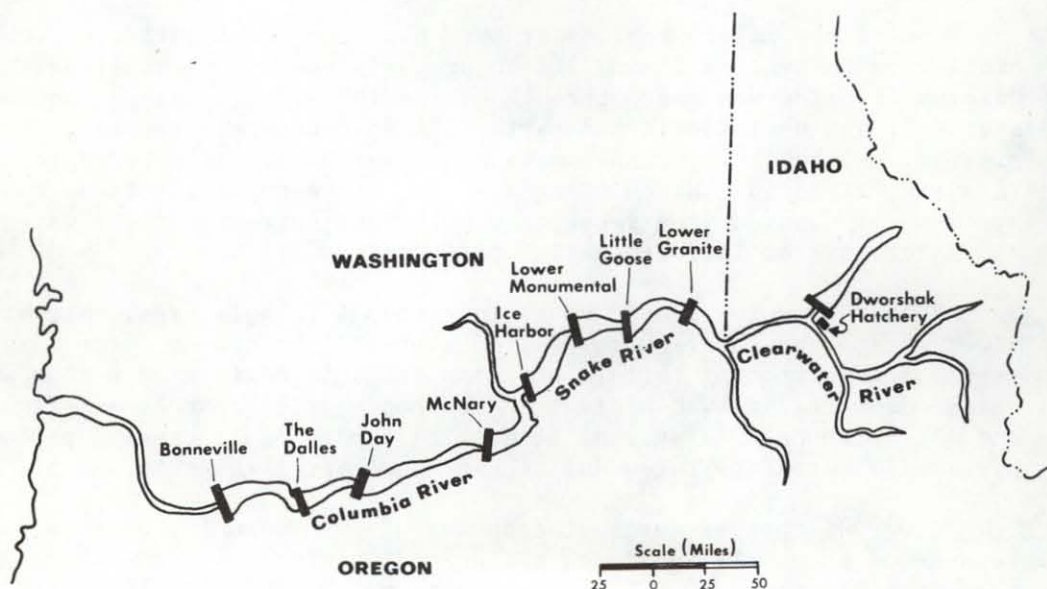 IDAHO
WASHINGTON
Lower
Granite
Little
Goose
Lower
Monumental
Ice
Harbor
Dworshak
Hatchery
Snake River
Clearwater
River
McNary
John
Day
The
Dalles
Bonneville
Columbia River
OREGON
Scale (Miles)
25 0 25 50